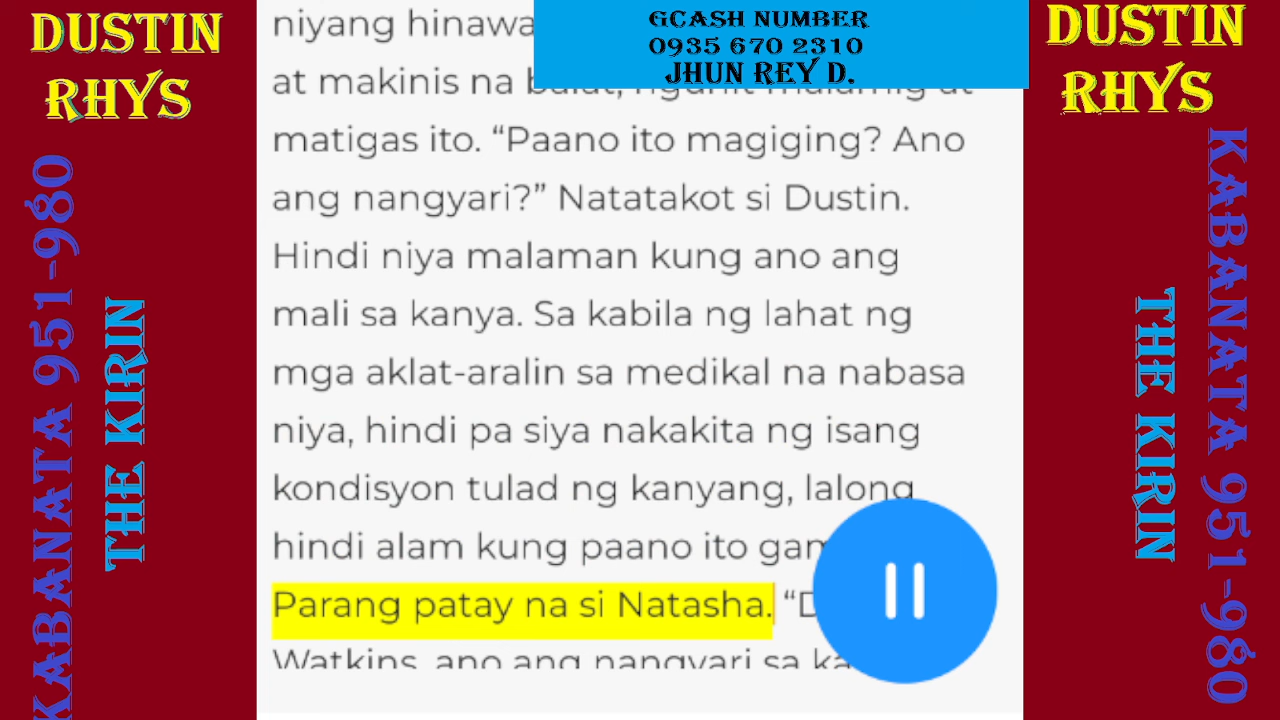 DUSTIN
RHYS
KABANATA 951-980
THE KIRIN
GCASH NUMBER
0935 670 2310
JHUN REY D.
niyang
at makinis na
matigas ito. “Paano ito magiging? Ano
ang nangyari?” Natatakot si Dustin.
Hindi niya malaman kung ano ang
mali sa kanya. Sa kabila ng lahat ng
mga aklat-aralin sa medikal na nabasa
niya, hindi pa siya nakakita ng isang
kondisyon tulad ng kanyang, lalong
hindi alam kung paano ito
Parang patay na si Natasha.
Watkins, ano ang nangyari sa
DUSTIN
RHYS
KABANATA 951-980
THE KIRIN